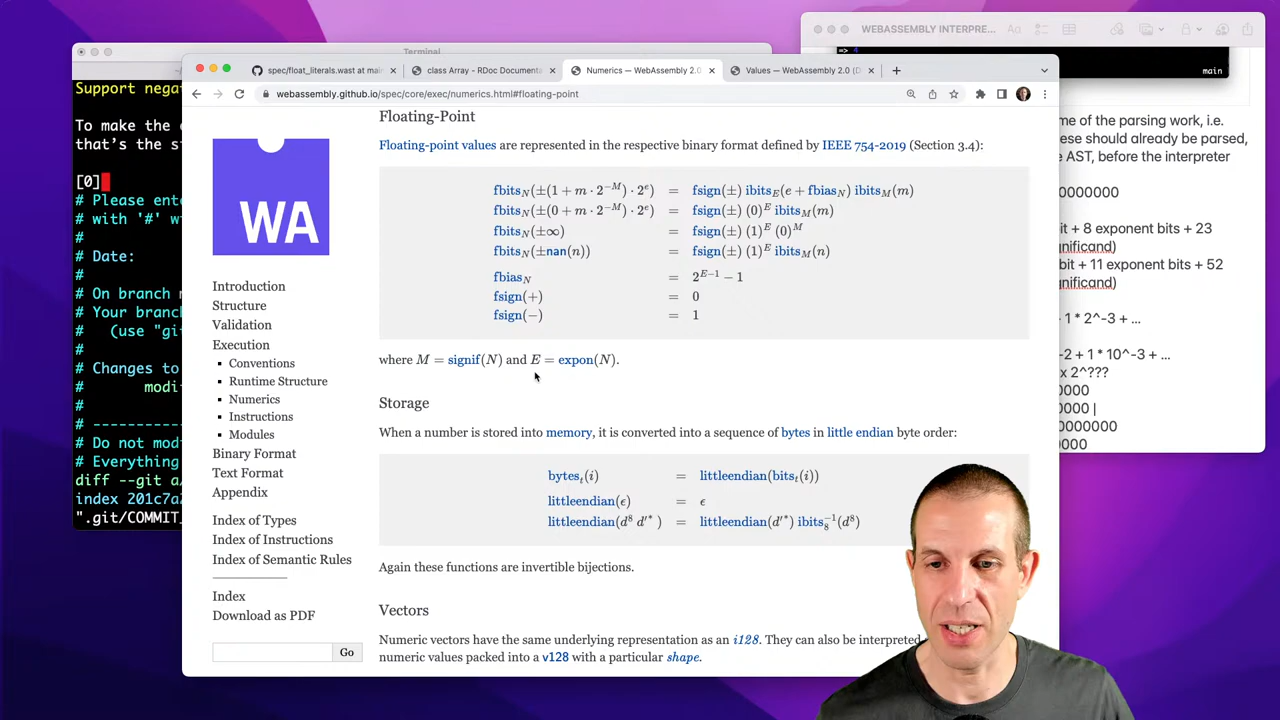 Terminal
WEBASSEMBLY INTERPRE...
Aa
main
spec/float_literals.wast at main
class Array - RDoc Documenta
Numerics — WebAssembly 2.0
Values — WebAssembly 2.0 (D
webassembly.github.io/spec/core/exec/numerics.html#floating-point
Support nega
To make the
that's the s
[0]
# Please ente
# with '#' wi
#
# Date:
#
# On branch
# Your branch
# (use "git
#
# Changes to
# modi
#
# ---------
# Do not modi
# Everything
diff --git a/
index 201c7a2
".git/COMMIT_
WA
Introduction
Structure
Validation
Execution
Conventions
Runtime Structure
Numerics
Instructions
Modules
Binary Format
Text Format
Appendix
Index of Types
Index of Instructions
Index of Semantic Rules
Index
Download as PDF
Go
Floating-Point
Floating-point values are represented in the respective binary format defined by IEEE 754-2019 (Section 3.4):
fbits_N(±(1 + m · 2^{−M}) · 2^e) = fsign(±) ibits_E(e + fbias_N) ibits_M(m)
fbits_N(±(0 + m · 2^{−M}) · 2^e) = fsign(±) (0)^E ibits_M(m)
fbits_N(±∞) = fsign(±) (1)^E (0)^M
fbits_N(±nan(n)) = fsign(±) (1)^E ibits_M(n)
fbias_N = 2^{E−1} − 1
fsign(+) = 0
fsign(−) = 1
where M = signif(N) and E = expon(N).
Storage
When a number is stored into memory, it is converted into a sequence of bytes in little endian byte order:
bytes_t(i) = littleendian(bits_t(i))
littleendian(ϵ) = ϵ
littleendian(d^8 d′^*) = littleendian(d′^*) ibits_8^{−1}(d^8)
Again these functions are invertible bijections.
Vectors
Numeric vectors have the same underlying representation as an i128. They can also be interpreted
numeric values packed into a v128 with a particular shape.
me of the parsing work, i.e.
ese should already be parsed,
e AST, before the interpreter
0000000
it + 8 exponent bits + 23
gnificand)
bit + 11 exponent bits + 52
nificand)
+ 1 * 2^-3 + ...
-2 + 1 * 10^-3 + ...
x 2^???
0000
0000 |
0000000
0000